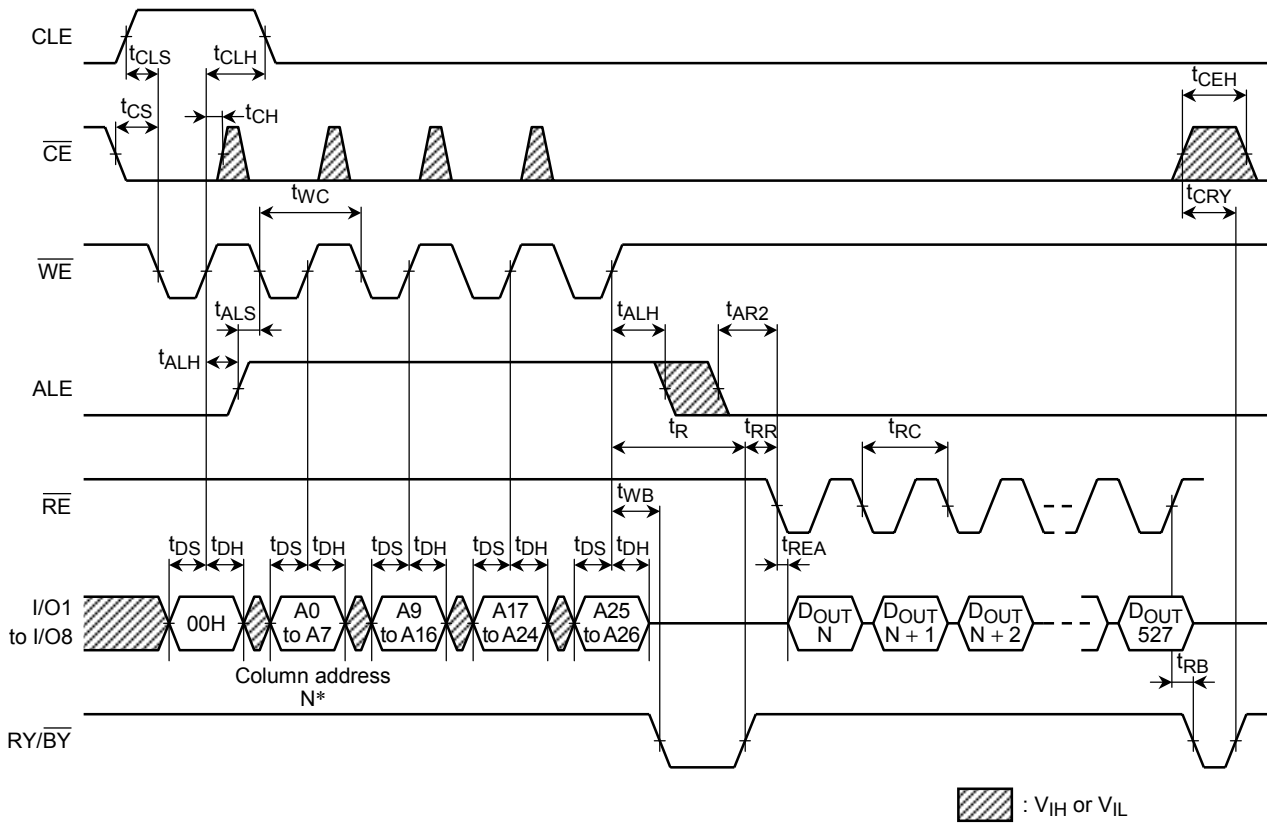 CLE
tCLS
tCLH
tCEH
tCS
tCH
CE
tWC
tCRY
WE
tALS
tALH
tAR2
tALH
ALE
tR
tRR
tRC
RE
tWB
tREA
tDS tDH tDS tDH tDS tDH tDS tDH tDS tDH
I/O1
to I/O8
00H
A0
to A7
A9
to A16
A17
to A24
A25
to A26
DOUT
N
DOUT
N + 1
DOUT
N + 2
DOUT
527
Column address
N*
tRB
RY/BY
: VIH or VIL